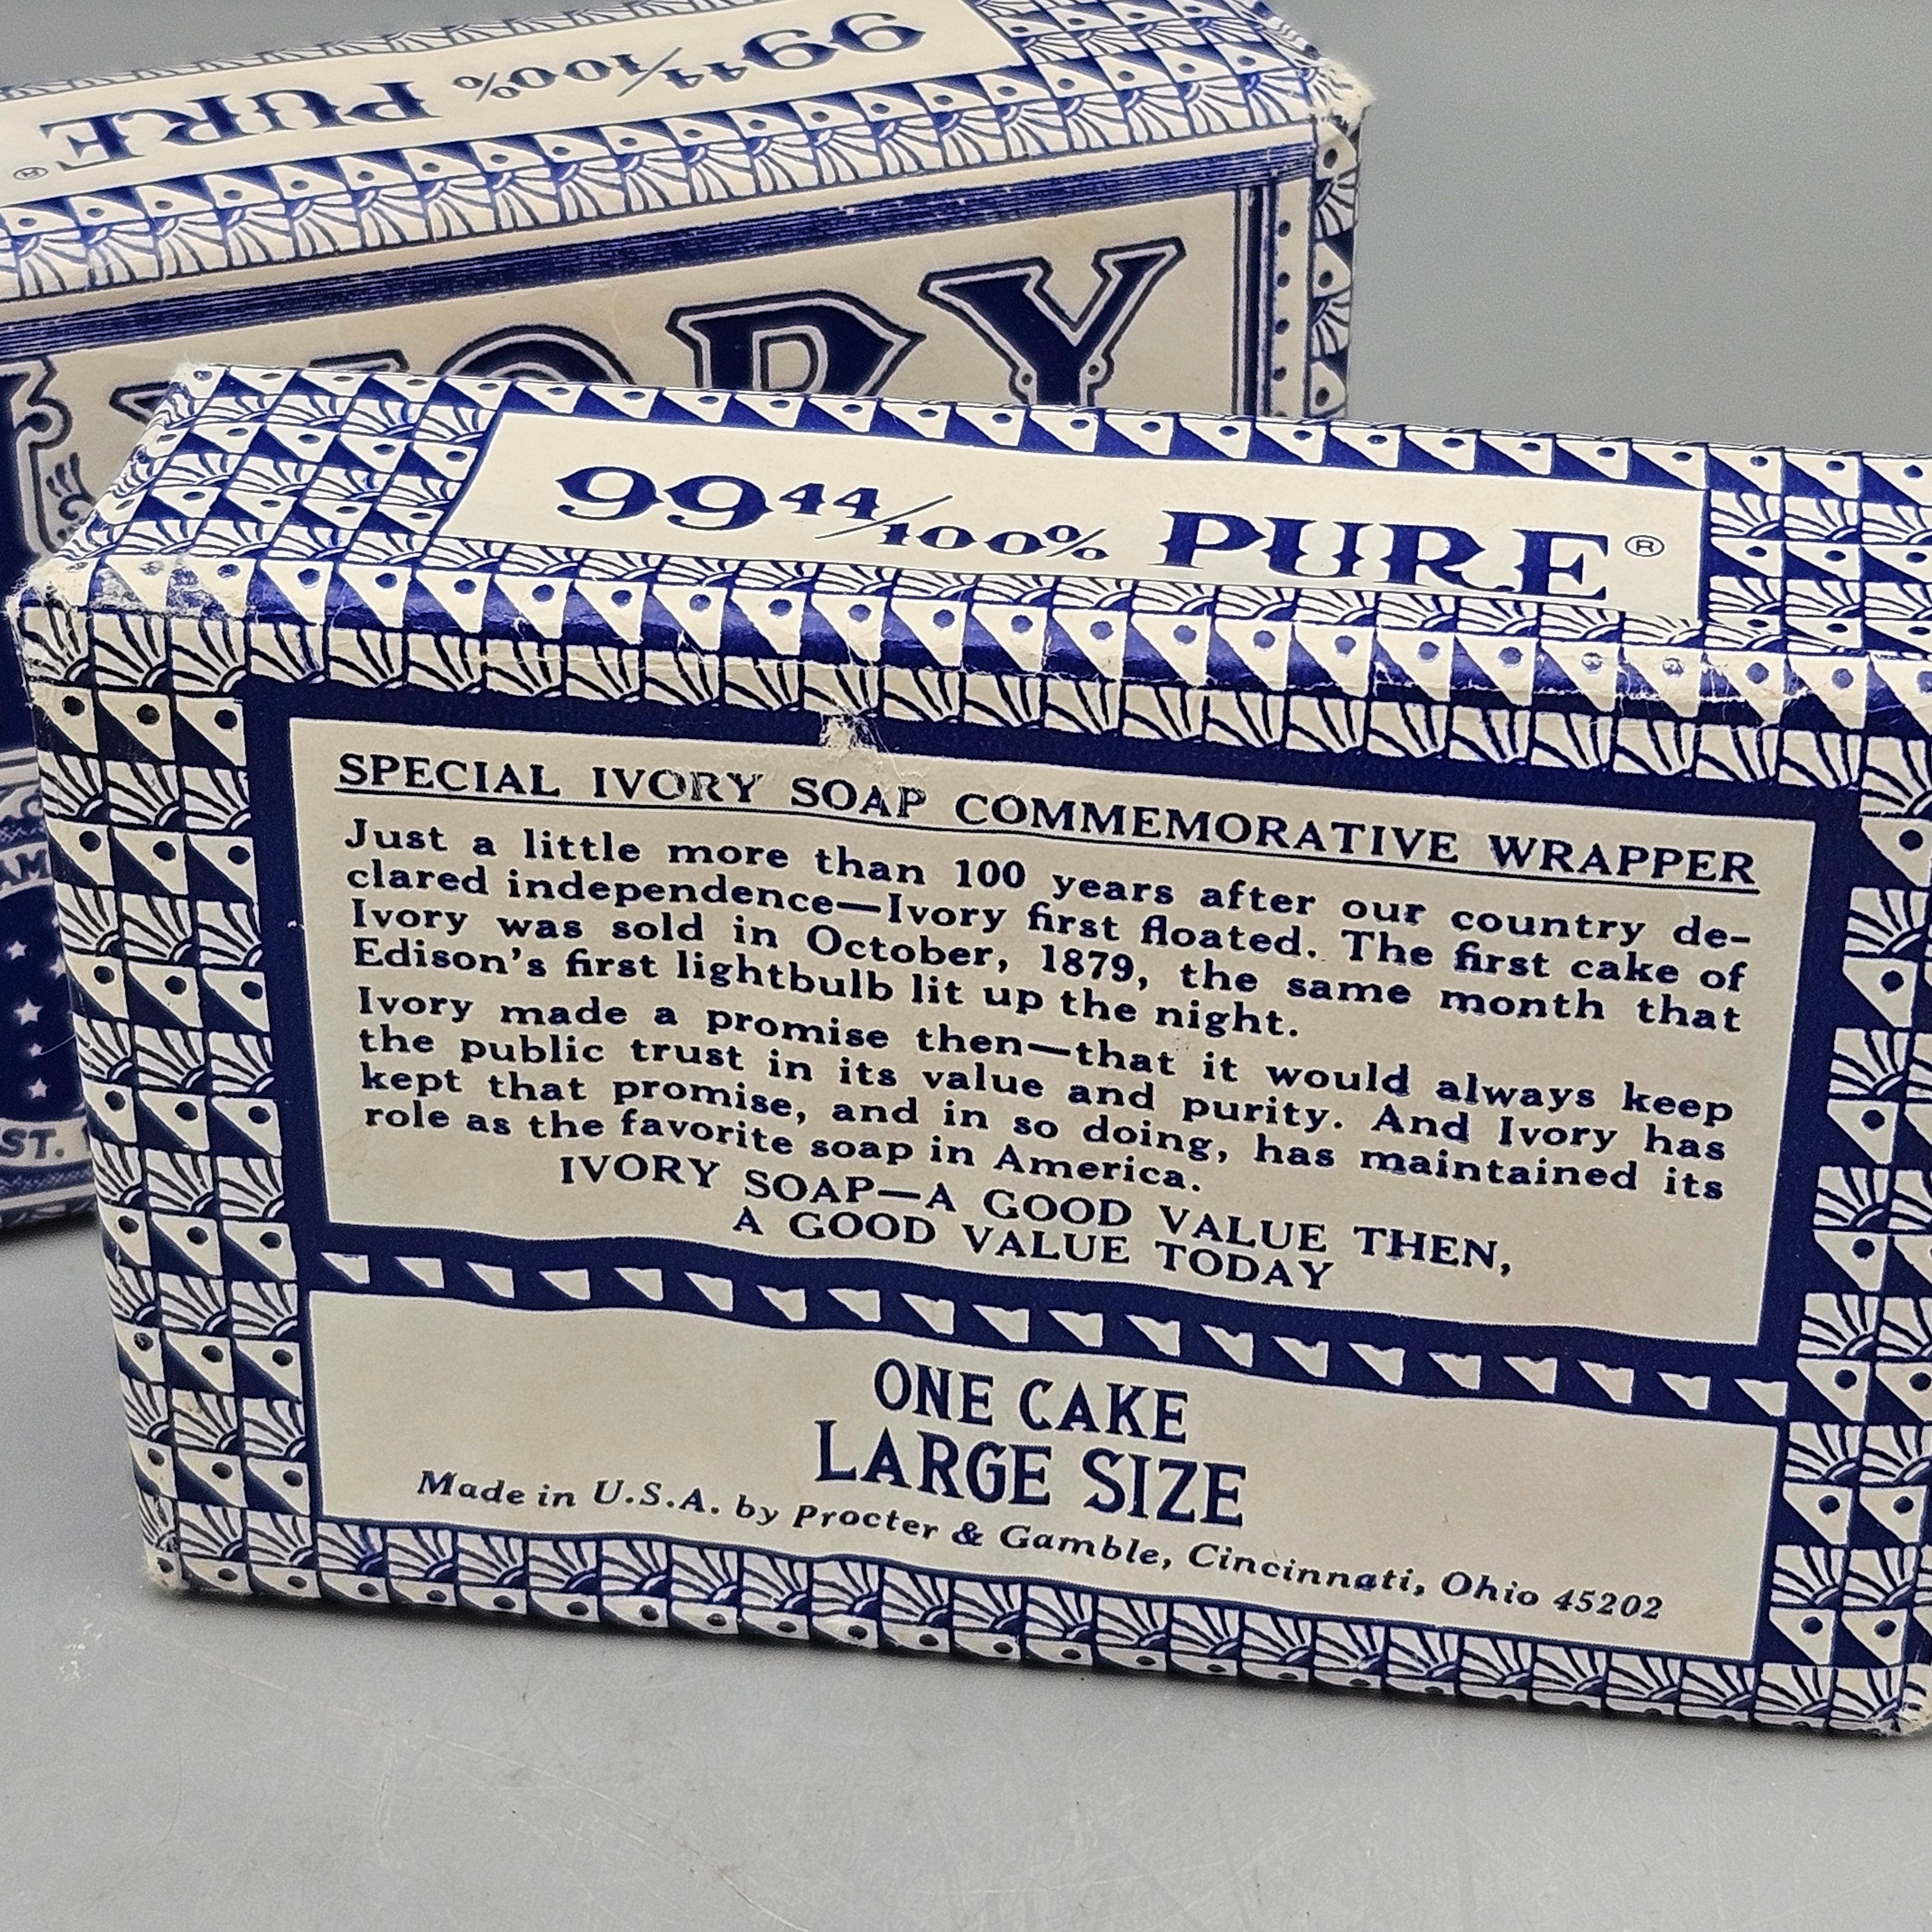 99 44/100% PURE®
IVORY
AM
ST.
99 44/100% PURE®
SPECIAL IVORY SOAP COMMEMORATIVE WRAPPER
Just a little more than 100 years after our country de-
clared independence—Ivory first floated. The first cake of
Ivory was sold in October, 1879, the same month that
Edison's first lightbulb lit up the night.
Ivory made a promise then—that it would always keep
the public trust in its value and purity. And Ivory has
kept that promise, and in so doing, has maintained its
role as the favorite soap in America.
IVORY SOAP—A GOOD VALUE THEN,
A GOOD VALUE TODAY
ONE CAKE
LARGE SIZE
Made in U.S.A. by Procter & Gamble, Cincinnati, Ohio 45202